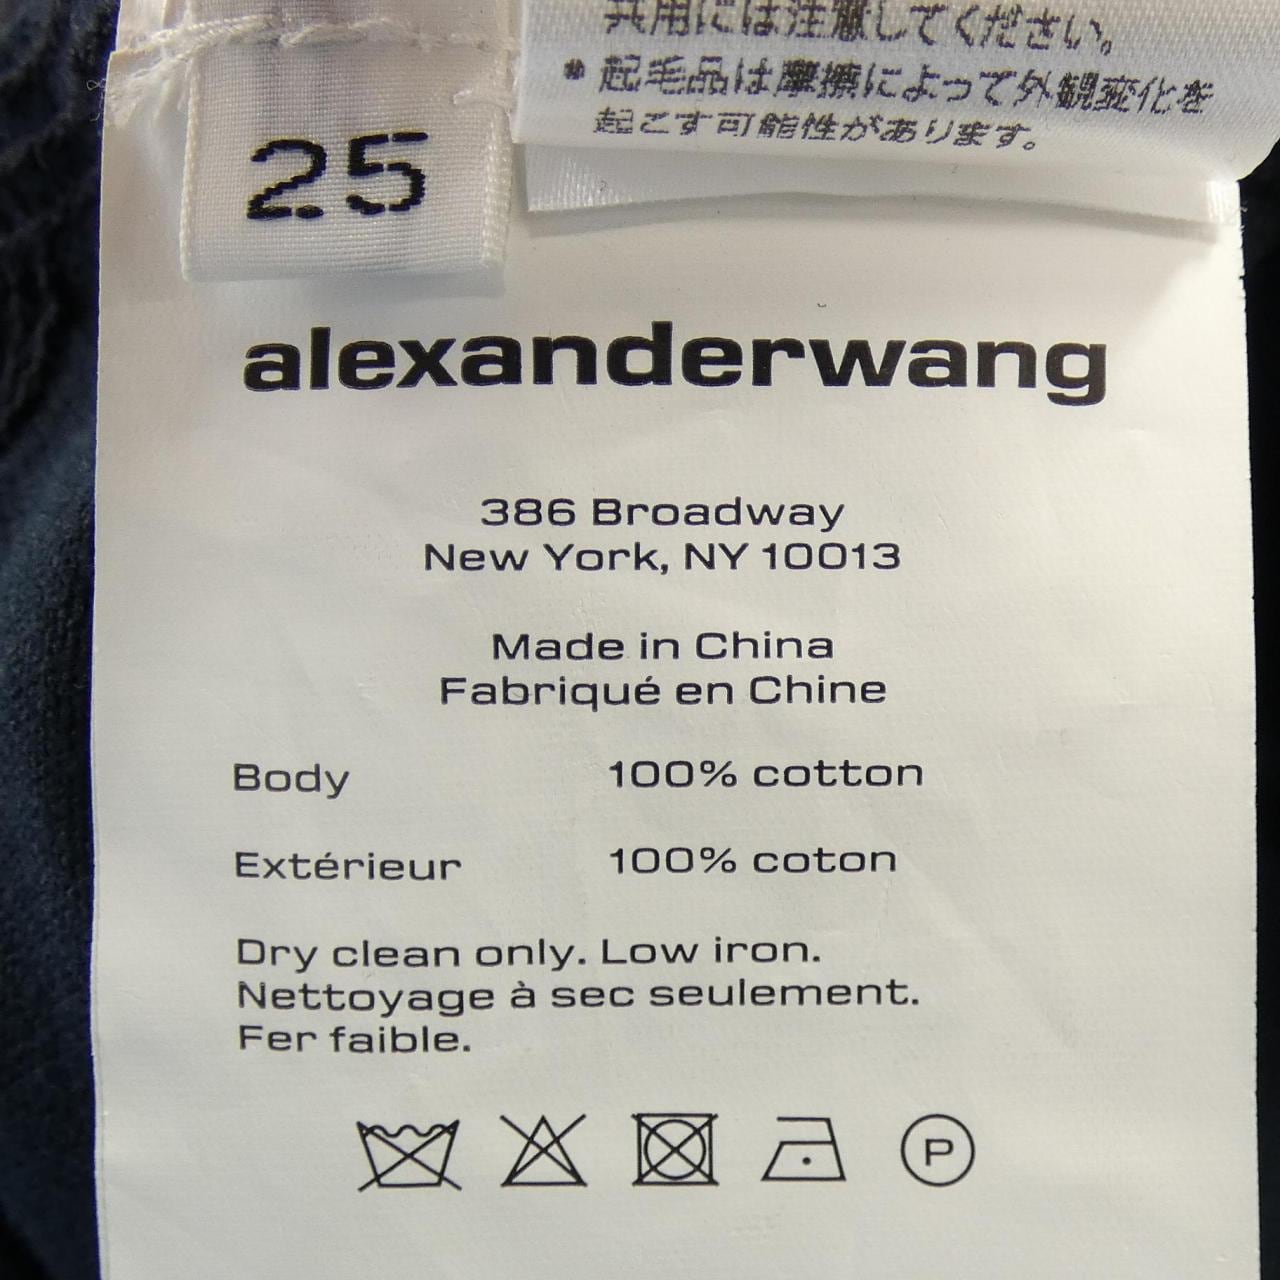 共用には注意してください。
・起毛品は摩擦によって外観変化を
起こす可能性があります。
25
alexanderwang
386 Broadway
New York, NY 10013
Made in China
Fabriqué en Chine
Body 100% cotton
Extérieur 100% coton
Dry clean only. Low iron.
Nettoyage à sec seulement.
Fer faible.
P